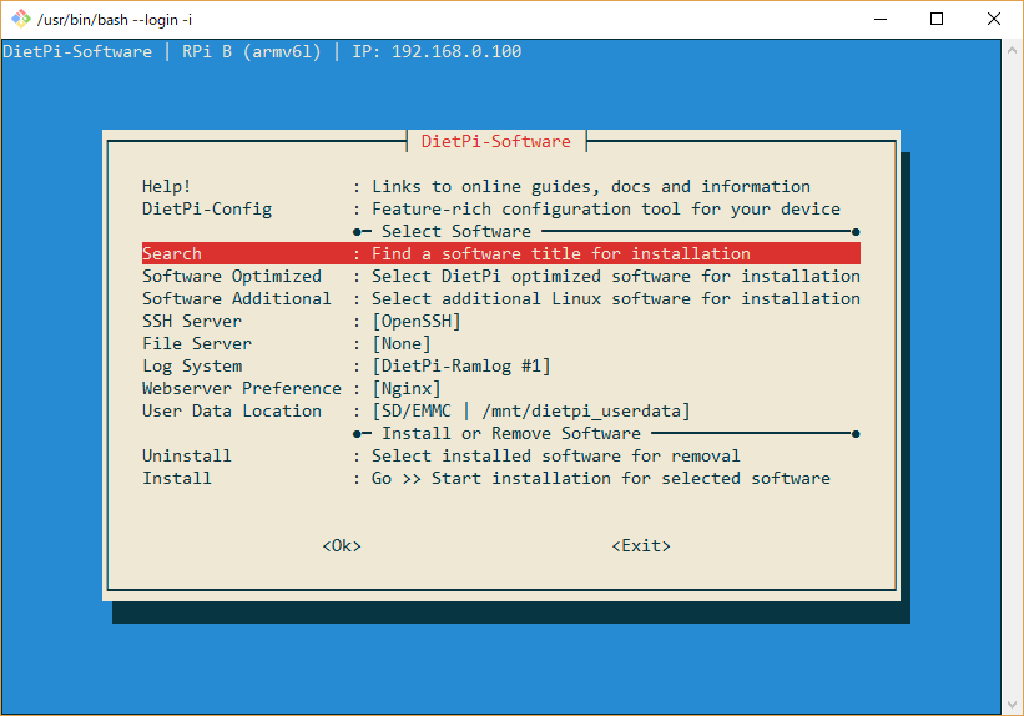 /usr/bin/bash --login -i
DietPi-Software | RPi B (armv6l) | IP: 192.168.0.100
DietPi-Software
Help! : Links to online guides, docs and information
DietPi-Config : Feature-rich configuration tool for your device
Select Software
Search : Find a software title for installation
Software Optimized : Select DietPi optimized software for installation
Software Additional : Select additional Linux software for installation
SSH Server : [OpenSSH]
File Server : [None]
Log System : [DietPi-Ramlog #1]
Webserver Preference : [Nginx]
User Data Location : [SD/EMMC | /mnt/dietpi_userdata]
Install or Remove Software
Uninstall : Select installed software for removal
Install : Go >> Start installation for selected software
<Ok> <Exit>